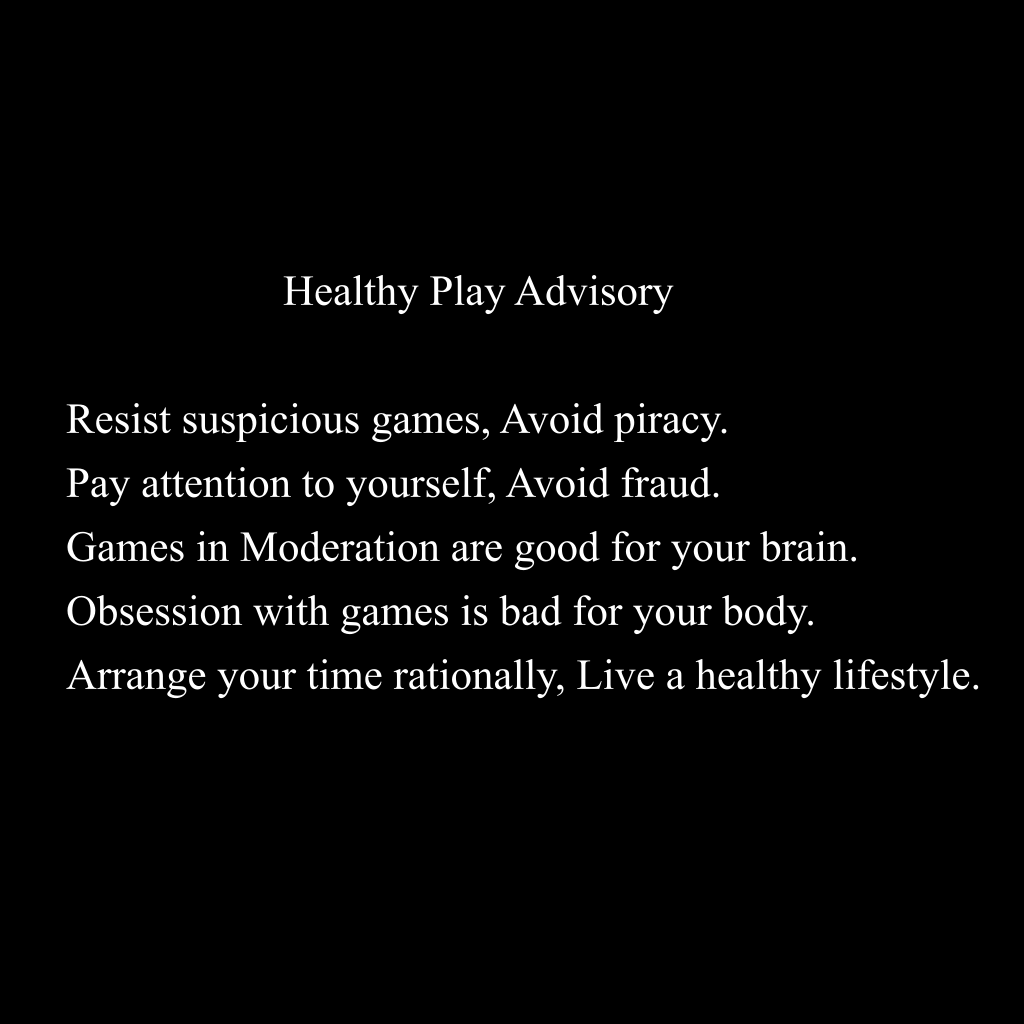 Healthy Play Advisory
Resist suspicious games, Avoid piracy.
Pay attention to yourself, Avoid fraud.
Games in Moderation are good for your brain.
Obsession with games is bad for your body.
Arrange your time rationally, Live a healthy lifestyle.